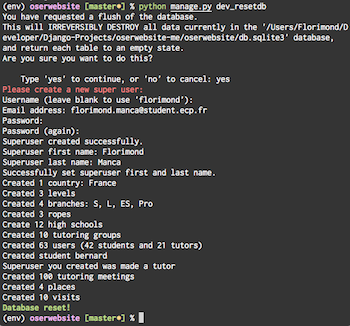 (env) oserwebsite [master•] % python manage.py dev_resetdb
You have requested a flush of the database.
This will IRREVERSIBLY DESTROY all data currently in the '/Users/Florimond/D
eveloper/Django-Projects/oserwebsite-me/oserwebsite/db.sqlite3' database,
and return each table to an empty state.
Are you sure you want to do this?
Type 'yes' to continue, or 'no' to cancel: yes
Please create a new super user:
Username (leave blank to use 'florimond'):
Email address: florimond.manca@student.ecp.fr
Password:
Password (again):
Superuser created successfully.
Superuser first name: Florimond
Superuser last name: Manca
Successfully set superuser first and last name.
Created 1 country: France
Created 3 levels
Created 4 branches: S, L, ES, Pro
Created 3 ropes
Create 12 high schools
Created 10 tutoring groups
Created 63 users (42 students and 21 tutors)
Created student bernard
Superuser you created was made a tutor
Created 100 tutoring meetings
Created 4 places
Created 10 visits
Database reset!
(env) oserwebsite [master•] %